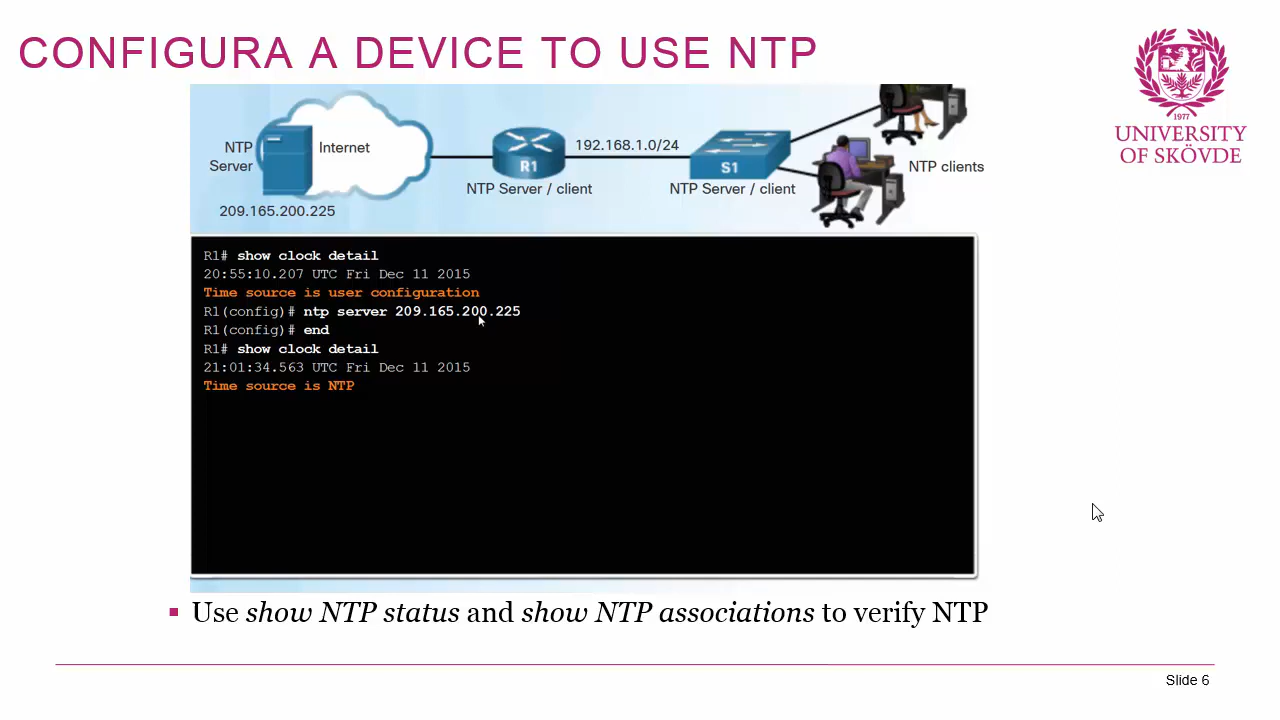 CONFIGURA A DEVICE TO USE NTP
1977
UNIVERSITY
OF SKÖVDE
NTP
Server
Internet
209.165.200.225
R1
NTP Server / client
192.168.1.0/24
S1
NTP Server / client
NTP clients
R1# show clock detail
20:55:10.207 UTC Fri Dec 11 2015
Time source is user configuration
R1(config)# ntp server 209.165.200.225
R1(config)# end
R1# show clock detail
21:01:34.563 UTC Fri Dec 11 2015
Time source is NTP
▪ Use show NTP status and show NTP associations to verify NTP
Slide 6